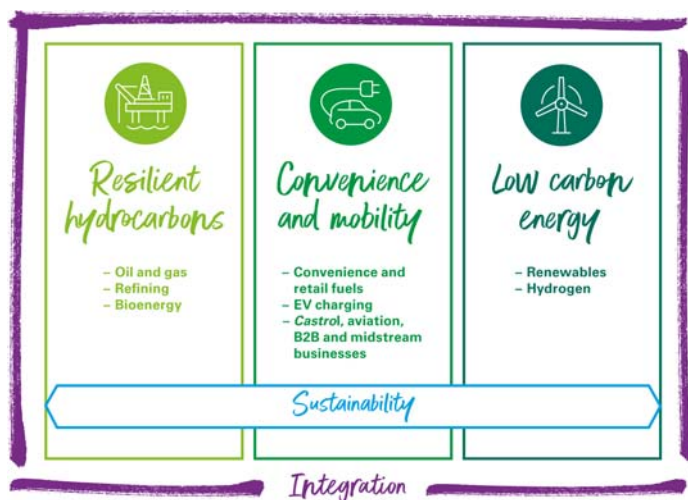 Resilient
hydrocarbons
– Oil and gas
– Refining
– Bioenergy
Convenience
and mobility
– Convenience and
retail fuels
– EV charging
– Castrol, aviation,
B2B and midstream
businesses
Low carbon
energy
– Renewables
– Hydrogen
Sustainability
Integration